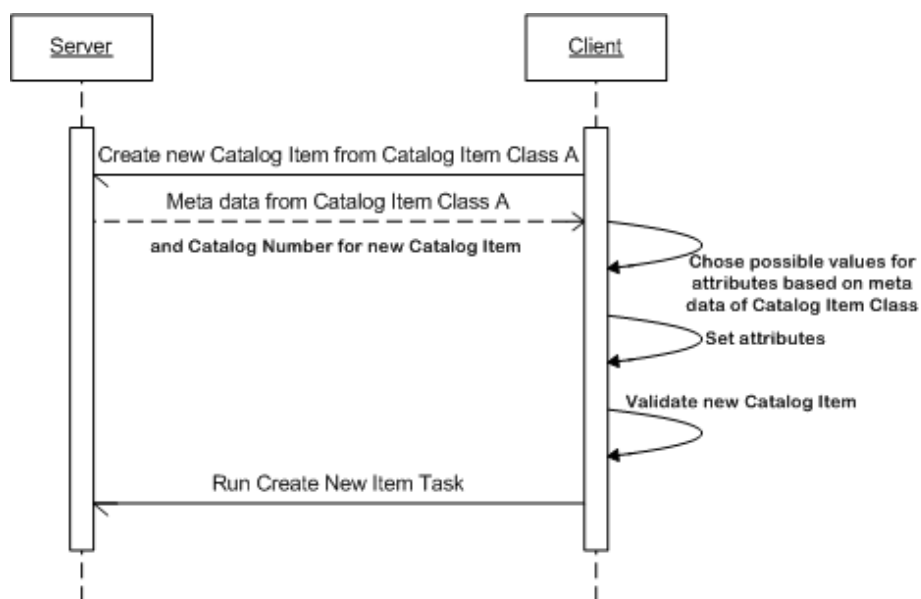 Server
Client
Create new Catalog Item from Catalog Item Class A
Meta data from Catalog Item Class A
and Catalog Number for new Catalog Item
Chose possible values for
attributes based on meta
data of Catalog Item Class
Set attributes
Validate new Catalog Item
Run Create New Item Task